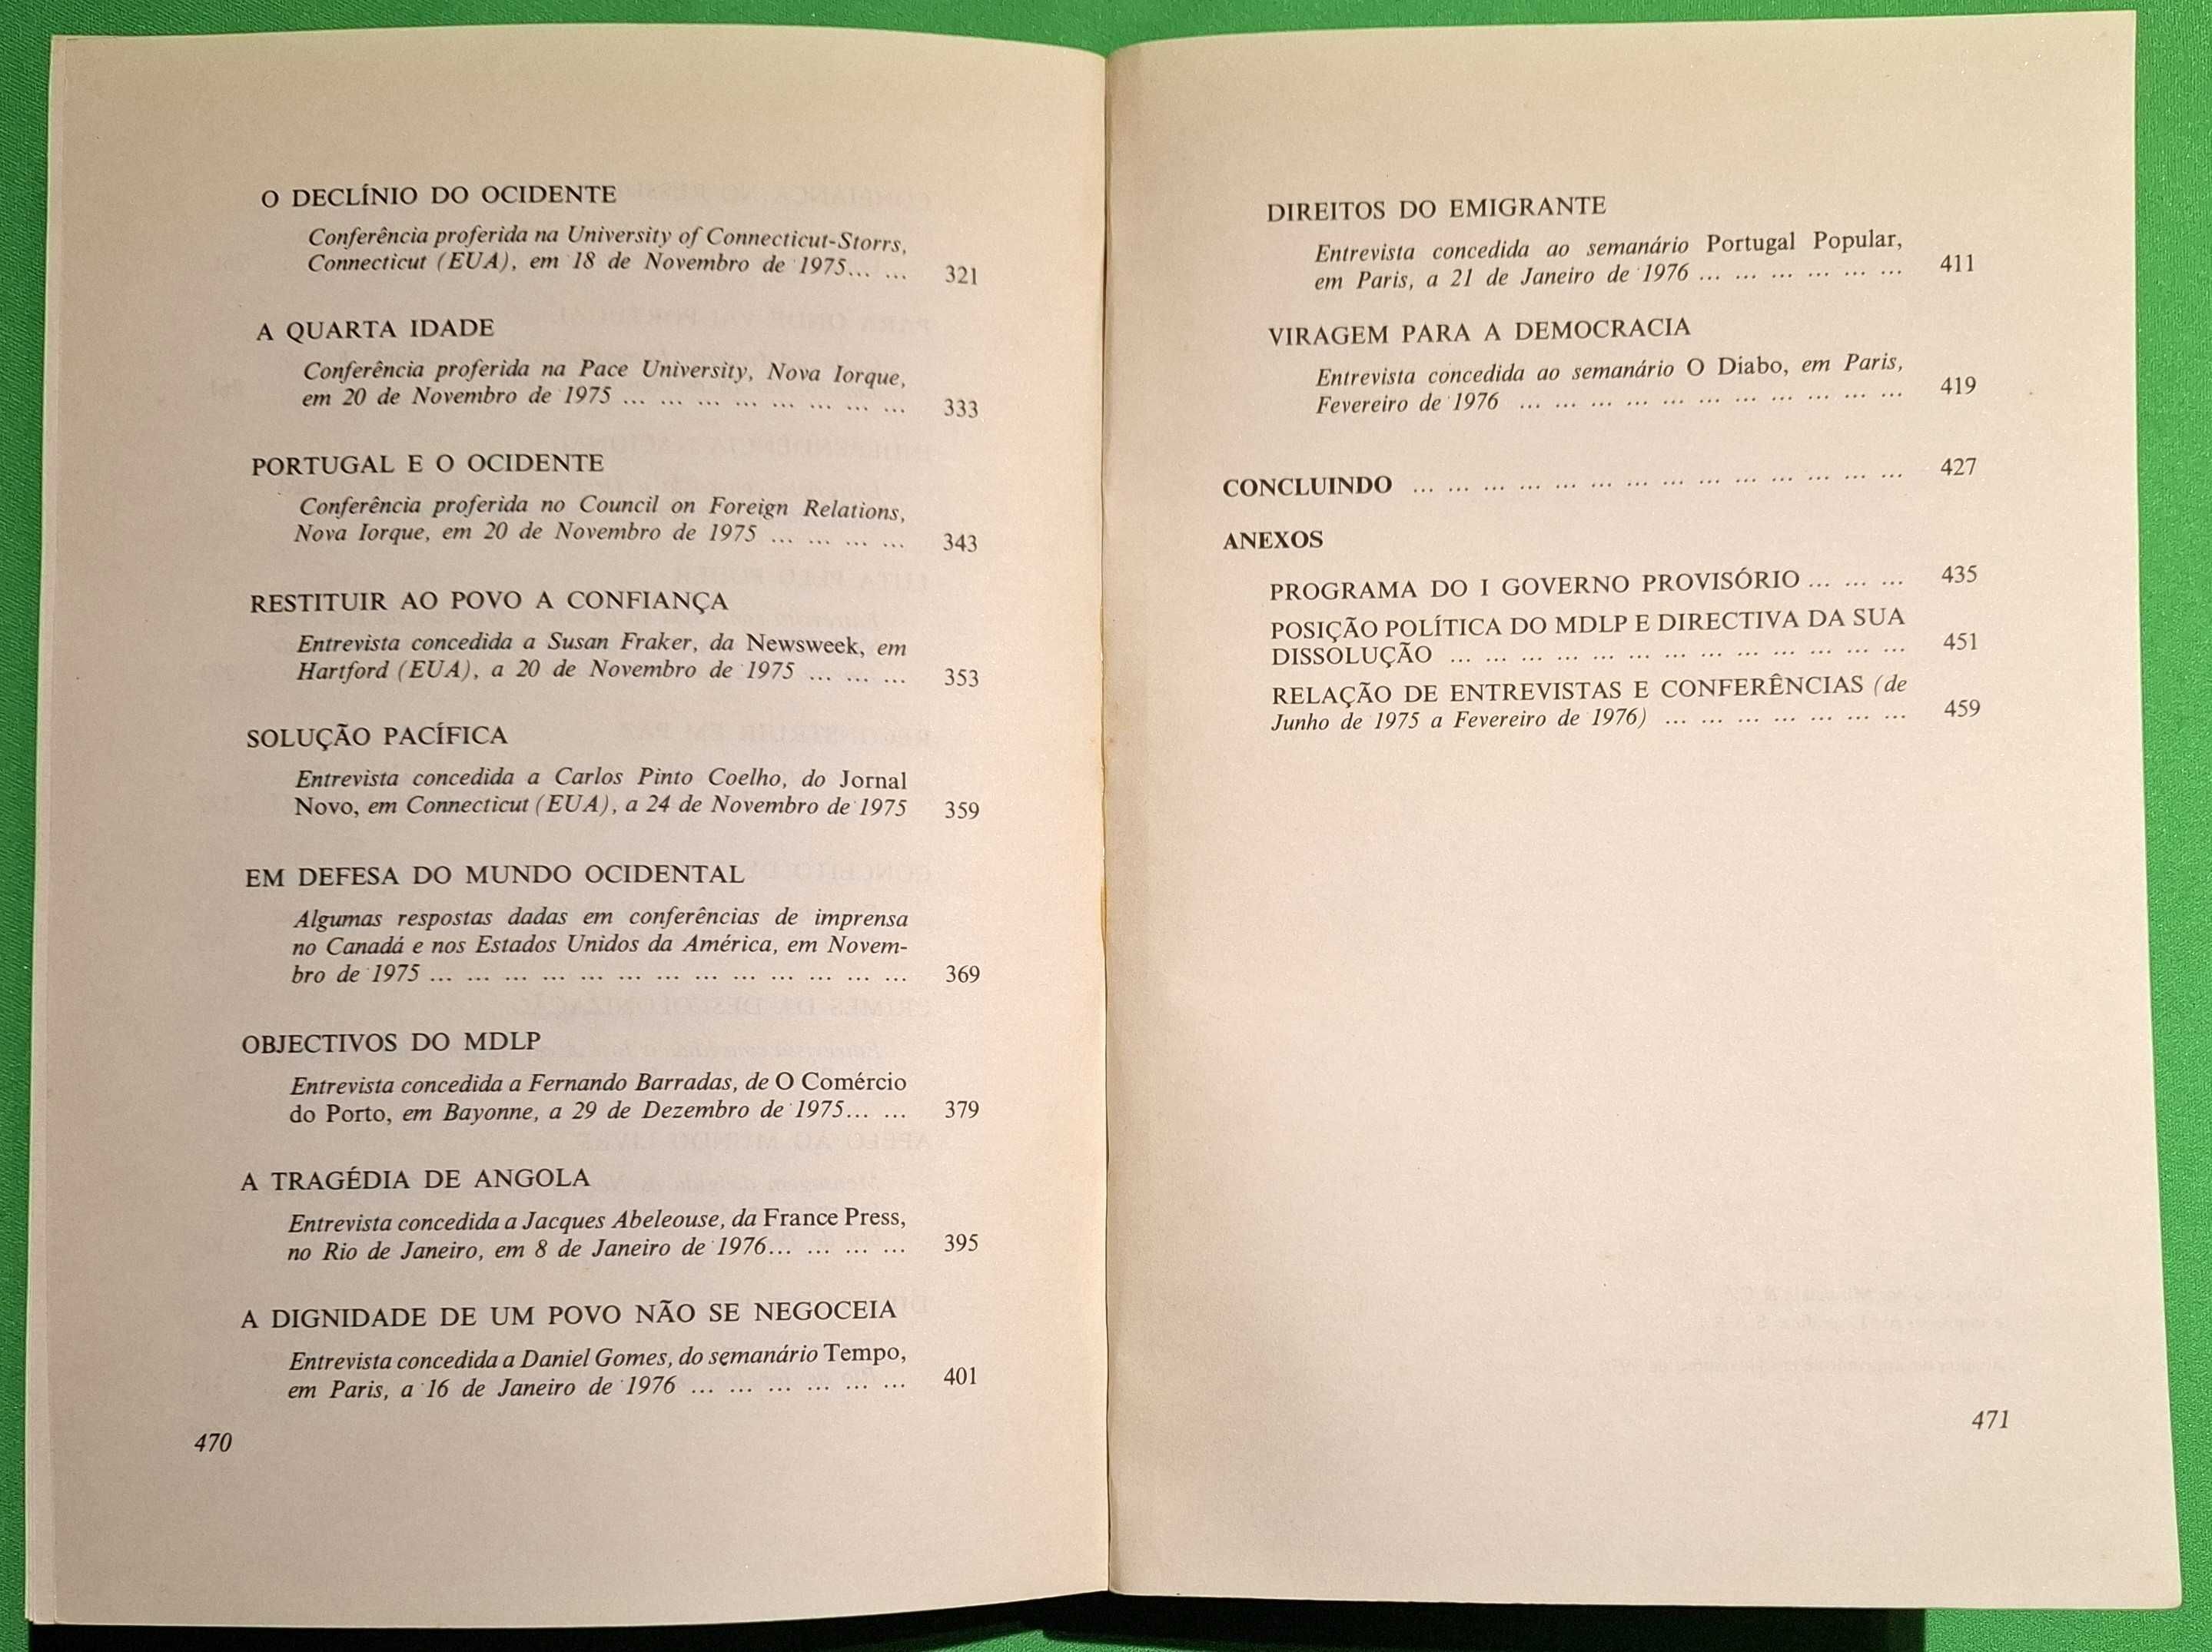 O DECLÍNIO DO OCIDENTE
Conferência proferida na University of Connecticut-Storrs,
Connecticut (EUA), em 18 de Novembro de 1975... ... 321
A QUARTA IDADE
Conferência proferida na Pace University, Nova Iorque,
em 20 de Novembro de 1975 ... ... ... ... ... ... ... ... 333
PORTUGAL E O OCIDENTE
Conferência proferida no Council on Foreign Relations,
Nova Iorque, em 20 de Novembro de 1975 ... ... ... ... 343
RESTITUIR AO POVO A CONFIANÇA
Entrevista concedida a Susan Fraker, da Newsweek, em
Hartford (EUA), a 20 de Novembro de 1975 ... ... ... 353
SOLUÇÃO PACÍFICA
Entrevista concedida a Carlos Pinto Coelho, do Jornal
Novo, em Connecticut (EUA), a 24 de Novembro de 1975 359
EM DEFESA DO MUNDO OCIDENTAL
Algumas respostas dadas em conferências de imprensa
no Canadá e nos Estados Unidos da América, em Novem-
bro de 1975 ... ... ... ... ... ... ... ... ... ... ... ... ... 369
OBJECTIVOS DO MDLP
Entrevista concedida a Fernando Barradas, de O Comércio
do Porto, em Bayonne, a 29 de Dezembro de 1975... ... 379
A TRAGÉDIA DE ANGOLA
Entrevista concedida a Jacques Abeleouse, da France Press,
no Rio de Janeiro, em 8 de Janeiro de 1976... ... ... ... 395
A DIGNIDADE DE UM POVO NÃO SE NEGOCEIA
Entrevista concedida a Daniel Gomes, do semanário Tempo,
em Paris, a 16 de Janeiro de 1976 ... ... ... ... ... ... 401
470
DIREITOS DO EMIGRANTE
Entrevista concedida ao semanário Portugal Popular,
em Paris, a 21 de Janeiro de 1976 ... ... ... ... ... ... 411
VIRAGEM PARA A DEMOCRACIA
Entrevista concedida ao semanário O Diabo, em Paris,
Fevereiro de 1976 ... ... ... ... ... ... ... ... ... ... ... 419
CONCLUINDO ... ... ... ... ... ... ... ... ... ... ... ... ... ... 427
ANEXOS
PROGRAMA DO I GOVERNO PROVISÓRIO ... ... ... 435
POSIÇÃO POLÍTICA DO MDLP E DIRECTIVA DA SUA
DISSOLUÇÃO ... ... ... ... ... ... ... ... ... ... ... ... ... 451
RELAÇÃO DE ENTREVISTAS E CONFERÊNCIAS (de
Junho de 1975 a Fevereiro de 1976) ... ... ... ... ... ... ... 459
471